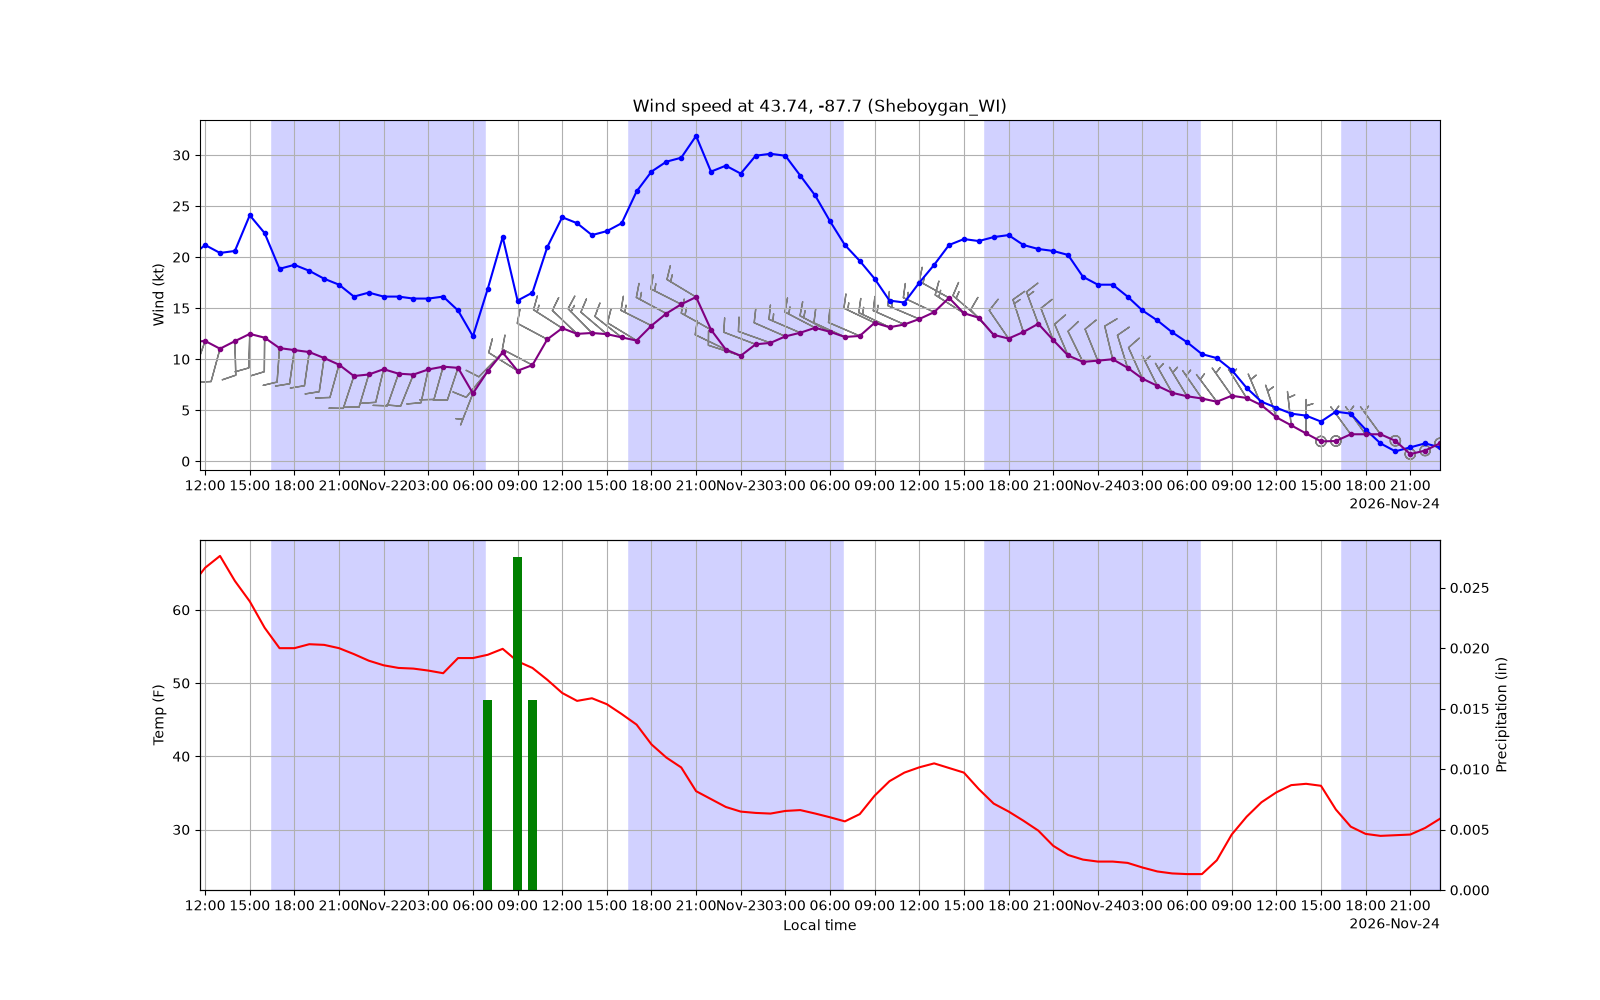 Wind speed at 43.74, -87.7 (Sheboygan_WI)
Wind (kt)
30
25
20
15
10
5
0
12:00 15:00 18:00 21:00 Nov-22 03:00 06:00 09:00 12:00 15:00 18:00 21:00 Nov-23 03:00 06:00 09:00 12:00 15:00 18:00 21:00 Nov-24 03:00 06:00 09:00 12:00 15:00 18:00 21:00
2026-Nov-24
Temp (F)
60
50
40
30
0.025
0.020
0.015
0.010
0.005
0.000
Precipitation (in)
12:00 15:00 18:00 21:00 Nov-22 03:00 06:00 09:00 12:00 15:00 18:00 21:00 Nov-23 03:00 06:00 09:00 12:00 15:00 18:00 21:00 Nov-24 03:00 06:00 09:00 12:00 15:00 18:00 21:00
Local time
2026-Nov-24